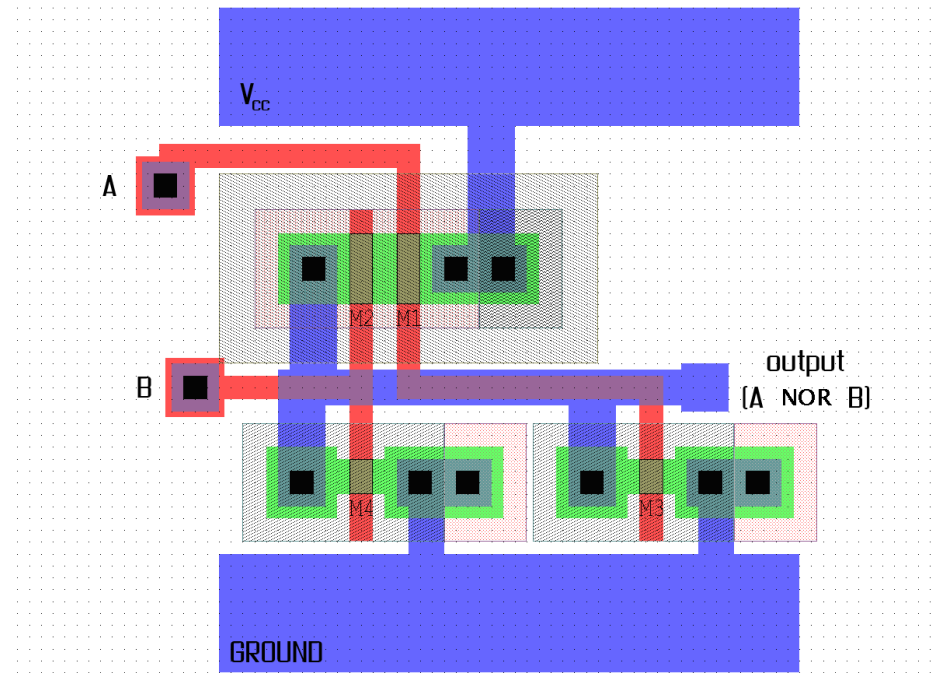 Vcc
A
M2 M1
B
output
(A NOR B)
M4 M3
GROUND